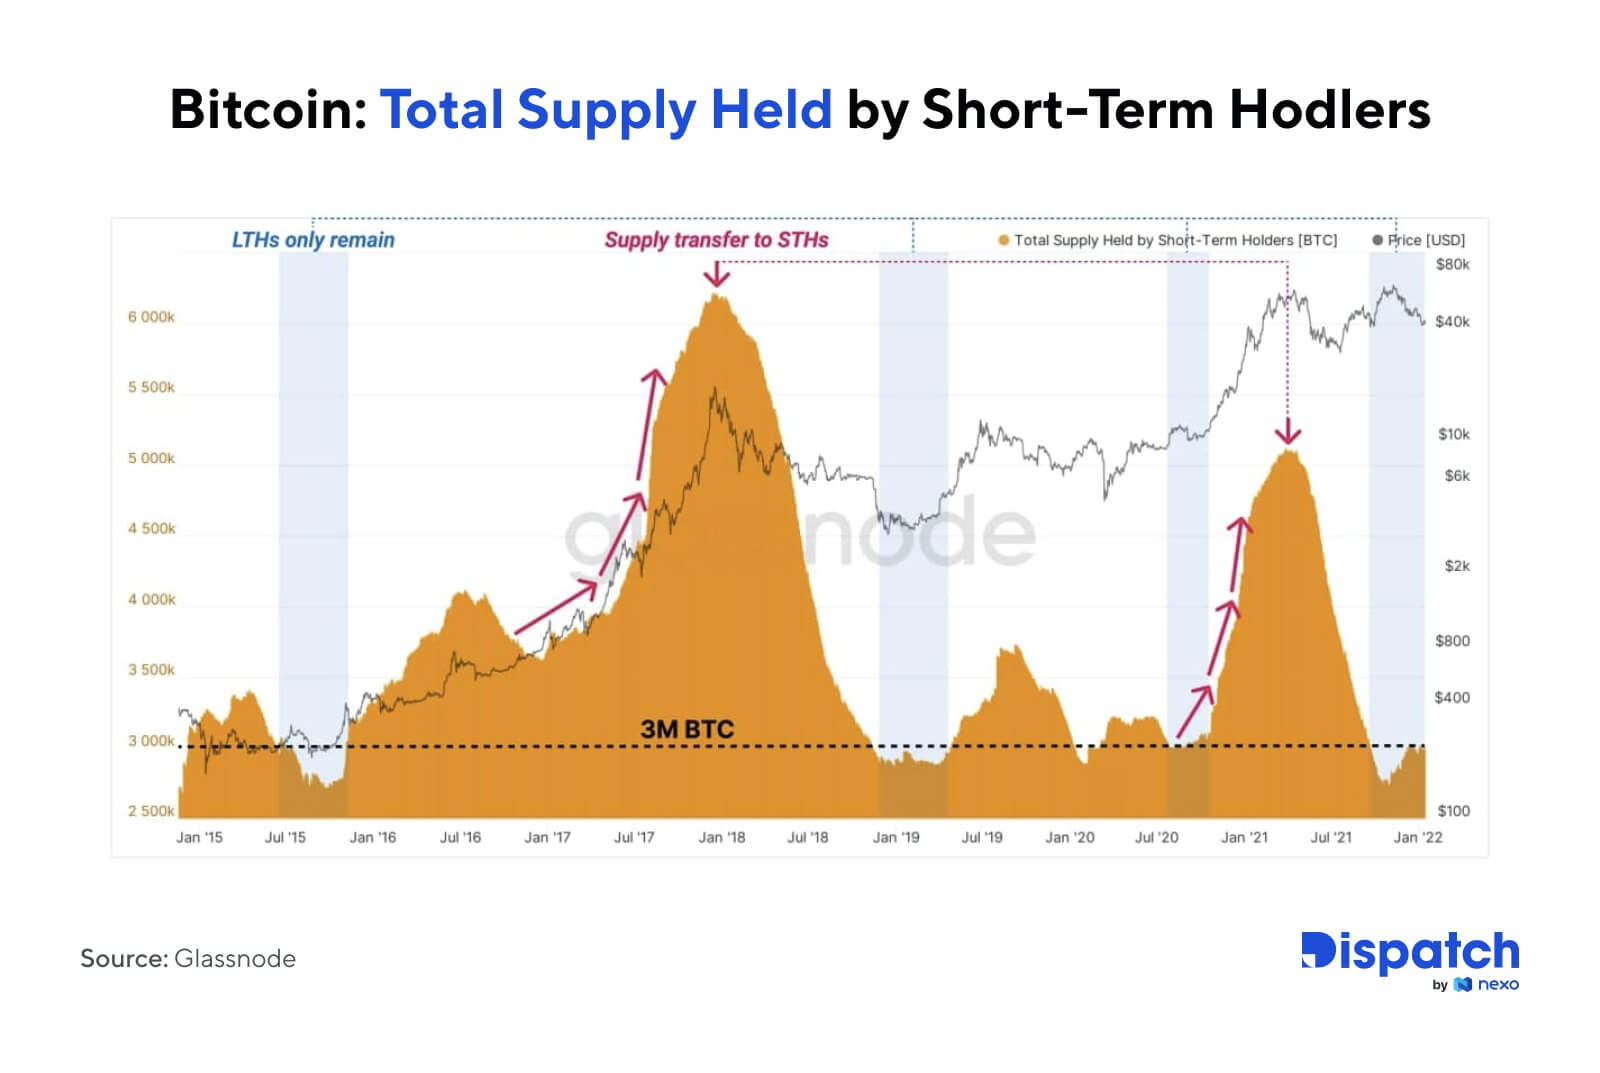 Bitcoin: Total Supply Held by Short-Term Hodlers
LTHs only remain
Supply transfer to STHs
Total Supply Held by Short-Term Holders [BTC]
Price [USD]
6 000k
5 500k
5 000k
4 500k
4 000k
3 500k
3 000k
2 500k
$80k
$40k
$10k
$6k
$2k
$800
$400
$100
glassnode
3M BTC
Jan '15
Jul '15
Jan '16
Jul '16
Jan '17
Jul '17
Jan '18
Jul '18
Jan '19
Jul '19
Jan '20
Jul '20
Jan '21
Jul '21
Jan '22
Source: Glassnode
Dispatch
by nexo